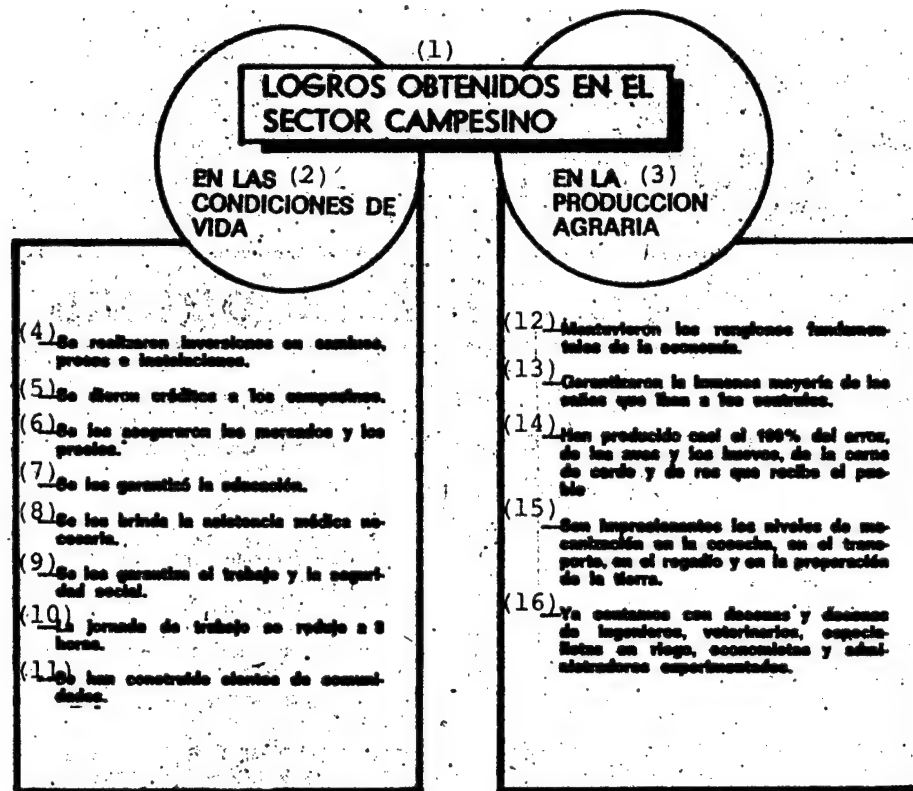 (1)
LOGROS OBTENIDOS EN EL
SECTOR CAMPESINO
EN LAS (2)
CONDICIONES DE
VIDA
EN LA (3)
PRODUCCION
AGRARIA
(4) Se realizaron inversiones en caminos,
presas e instalaciones.
(5) Se dieron créditos a los campesinos.
(6) Se les aseguraron los mercados y los
precios.
(7) Se les garantizó la educación.
(8) Se les brinda la asistencia médica ne-
cesaria.
(9) Se les garantiza el trabajo y la seguri-
dad social.
(10) La jornada de trabajo se redujo a 8
horas.
(11) Se han construido cientos de comuni-
dades.
(12) Mantuvieron los renglones fundamen-
tales de la economía.
(13) Garantizaron la inmensa mayoría de las
cañas que iban a los centrales.
(14) Han producido casi el 100% del arroz,
de las aves y los huevos, de la carne
de cerdo y de res que recibe el pue-
blo
(15) Son impresionantes los niveles de me-
canización en la cosecha, en el trans-
porte, en el regadío y en la preparación
de la tierra.
(16) Ya contamos con decenas y decenas
de ingenieros, veterinarios, especia-
listas en riego, economistas y admi-
nistradores experimentados.